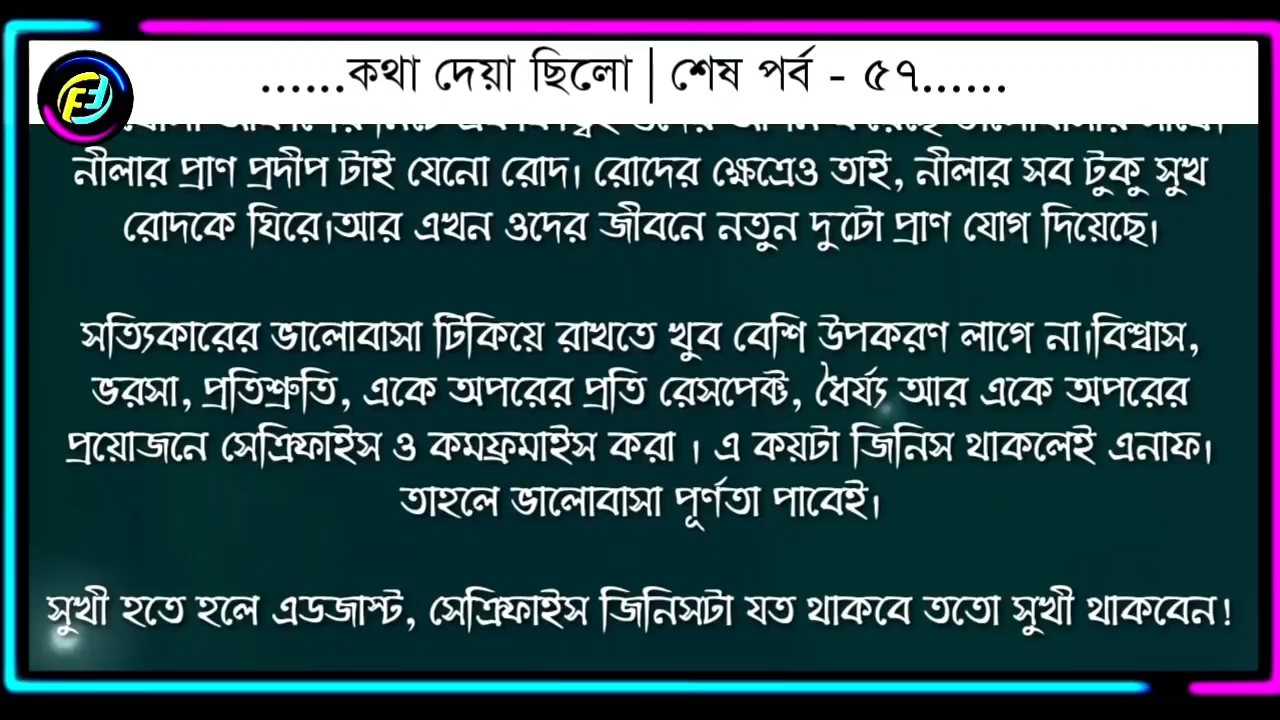 ......কথা দেয়া ছিলো | শেষ পর্ব - ৫৭......
নীলার প্রাণ প্রদীপ টাই যেনো রোদ। রোদের ক্ষেত্রেও তাই, নীলার সব টুকু সুখ
রোদকে ঘিরে।আর এখন ওদের জীবনে নতুন দুটো প্রাণ যোগ দিয়েছে।
সত্যিকারের ভালোবাসা টিকিয়ে রাখতে খুব বেশি উপকরণ লাগে না।বিশ্বাস,
ভরসা, প্রতিশ্রুতি, একে অপরের প্রতি রেসপেক্ট, ধৈর্য্য আর একে অপরের
প্রয়োজনে সেক্রিফাইস ও কমফ্রমাইস করা । এ কয়টা জিনিস থাকলেই এনাফ।
তাহলে ভালোবাসা পূর্ণতা পাবেই।
সুখী হতে হলে এডজাস্ট, সেক্রিফাইস জিনিসটা যত থাকবে ততো সুখী থাকবেন!